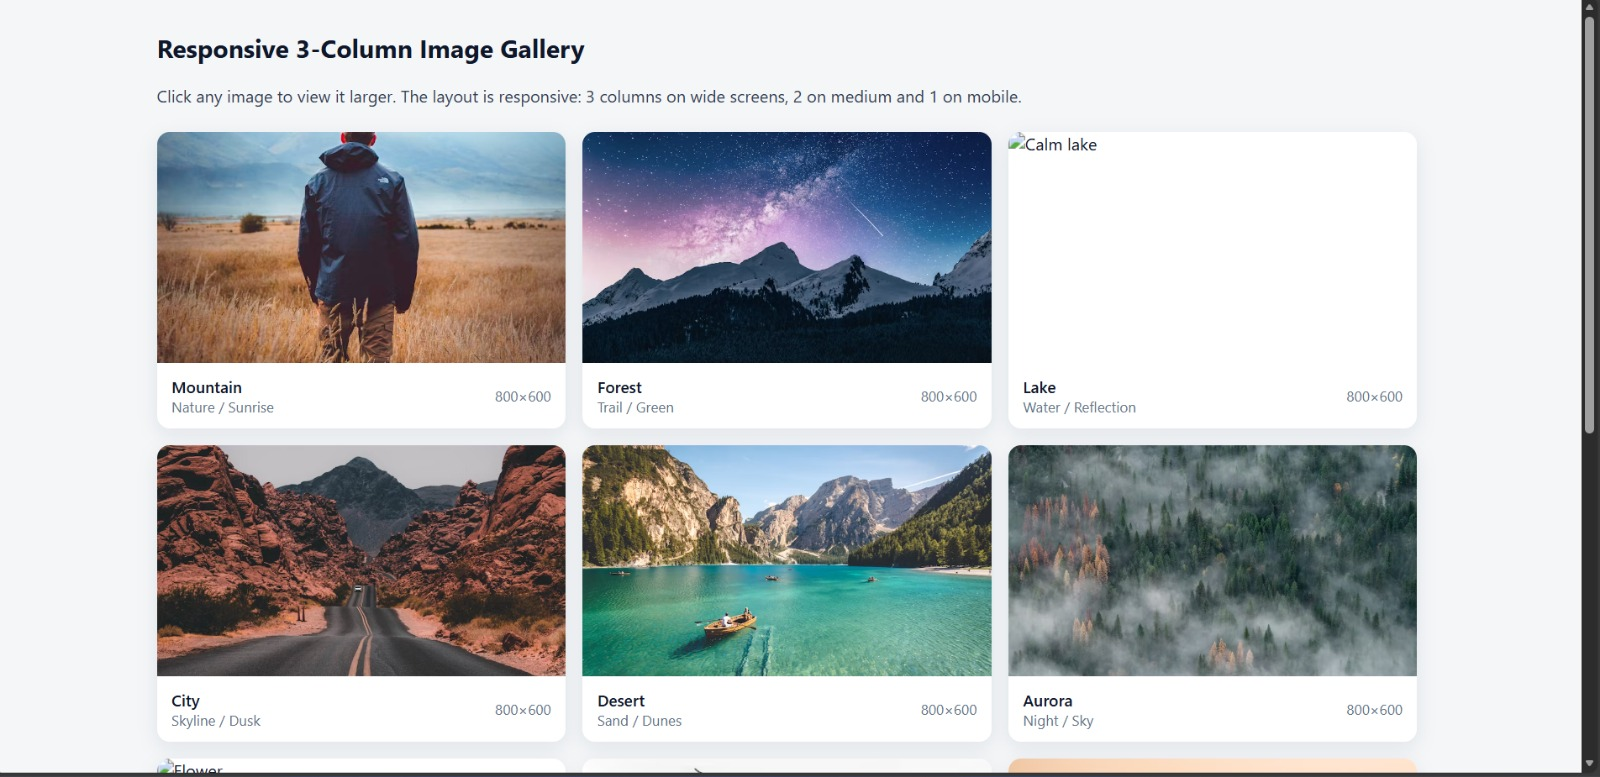 Responsive 3-Column Image Gallery
Click any image to view it larger. The layout is responsive: 3 columns on wide screens, 2 on medium and 1 on mobile.
Calm lake
Mountain
Nature / Sunrise
800×600
Forest
Trail / Green
800×600
Lake
Water / Reflection
800×600
City
Skyline / Dusk
800×600
Desert
Sand / Dunes
800×600
Aurora
Night / Sky
800×600
Flower